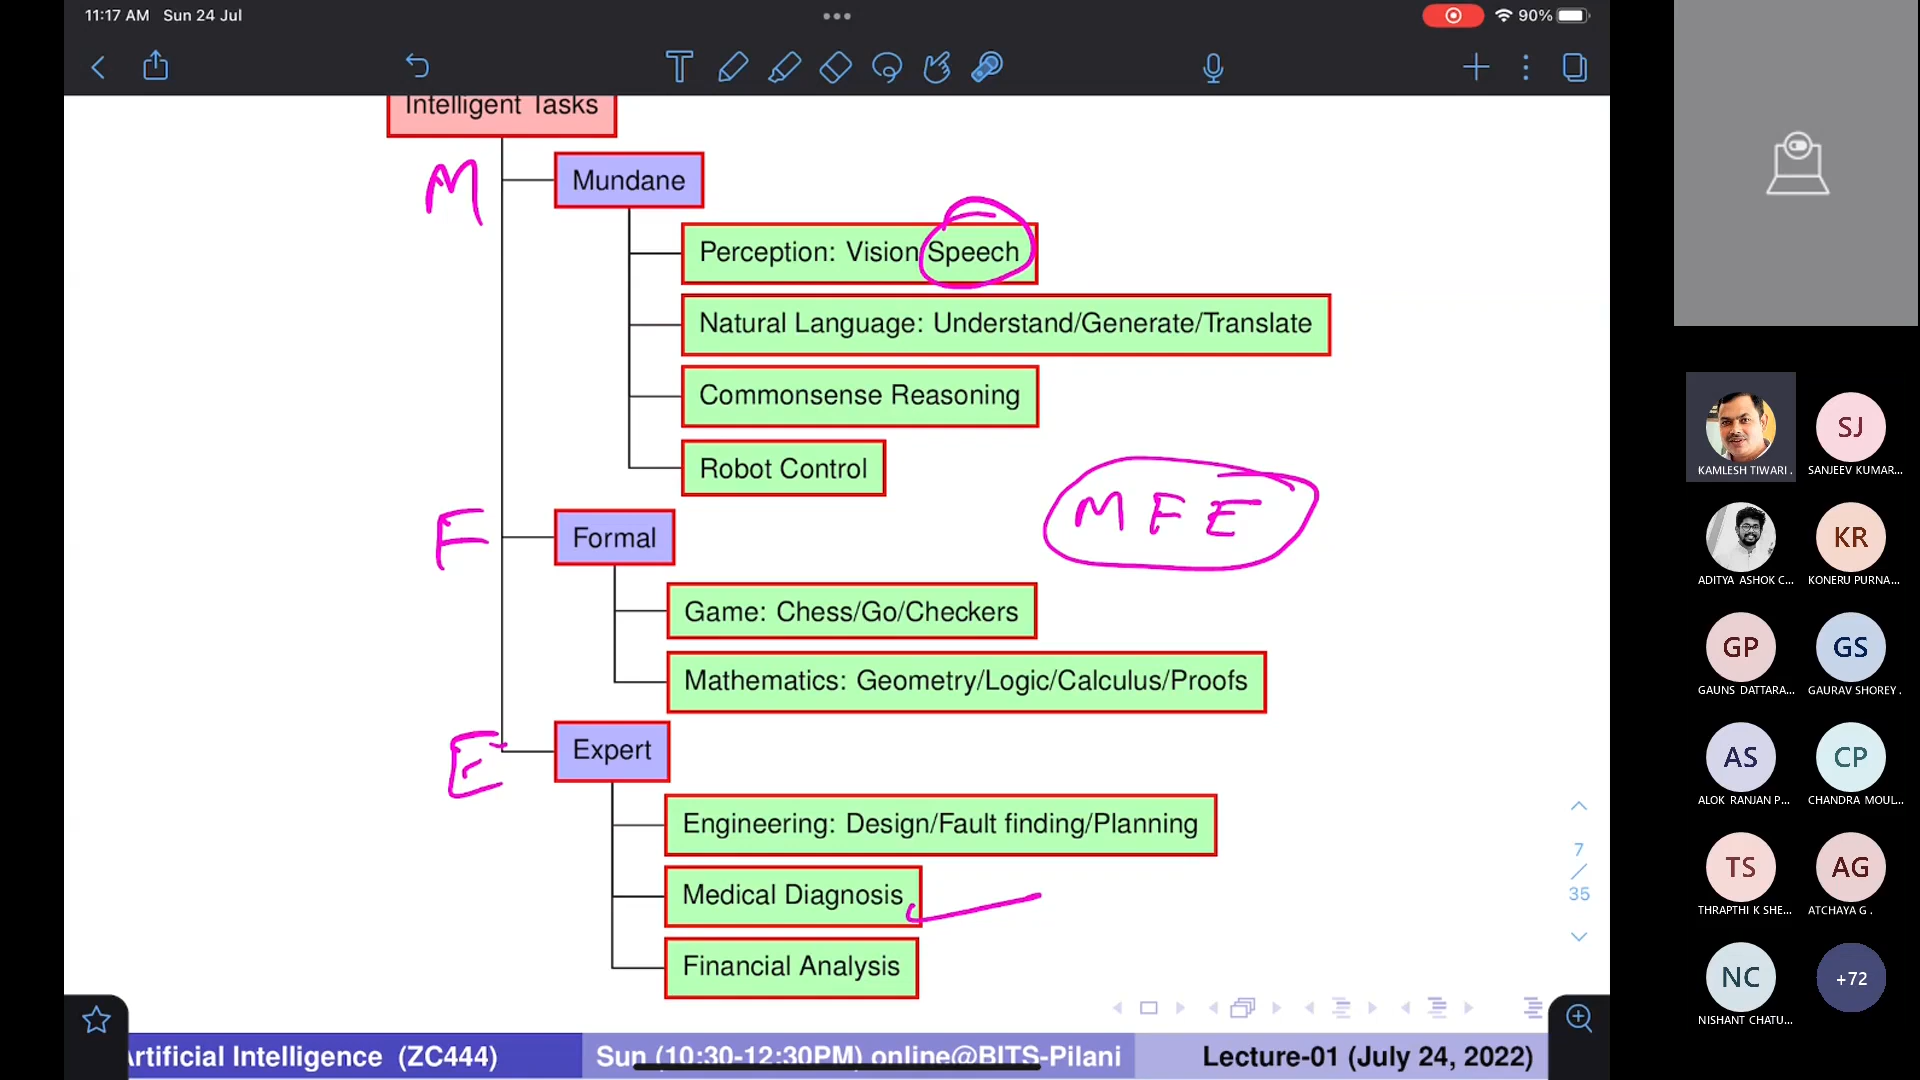 11:17 AM Sun 24 Jul
90%
Intelligent Tasks
M
Mundane
Perception: Vision Speech
Natural Language: Understand/Generate/Translate
Commonsense Reasoning
Robot Control
M F E
F
Formal
Game: Chess/Go/Checkers
Mathematics: Geometry/Logic/Calculus/Proofs
E
Expert
Engineering: Design/Fault finding/Planning
Medical Diagnosis
Financial Analysis
7
/
35
Artificial Intelligence (ZC444)
Sun (10:30-12:30PM) online@BITS-Pilani
Lecture-01 (July 24, 2022)
KAMLESH TIWARI .
SJ
SANJEEV KUMAR...
ADITYA ASHOK C...
KR
KONERU PURNA...
GP
GAUNS DATTARA...
GS
GAURAV SHOREY .
AS
ALOK RANJAN P...
CP
CHANDRA MOUL...
TS
THRAPTHI K SHE...
AG
ATCHAYA G .
NC
NISHANT CHATU...
+72